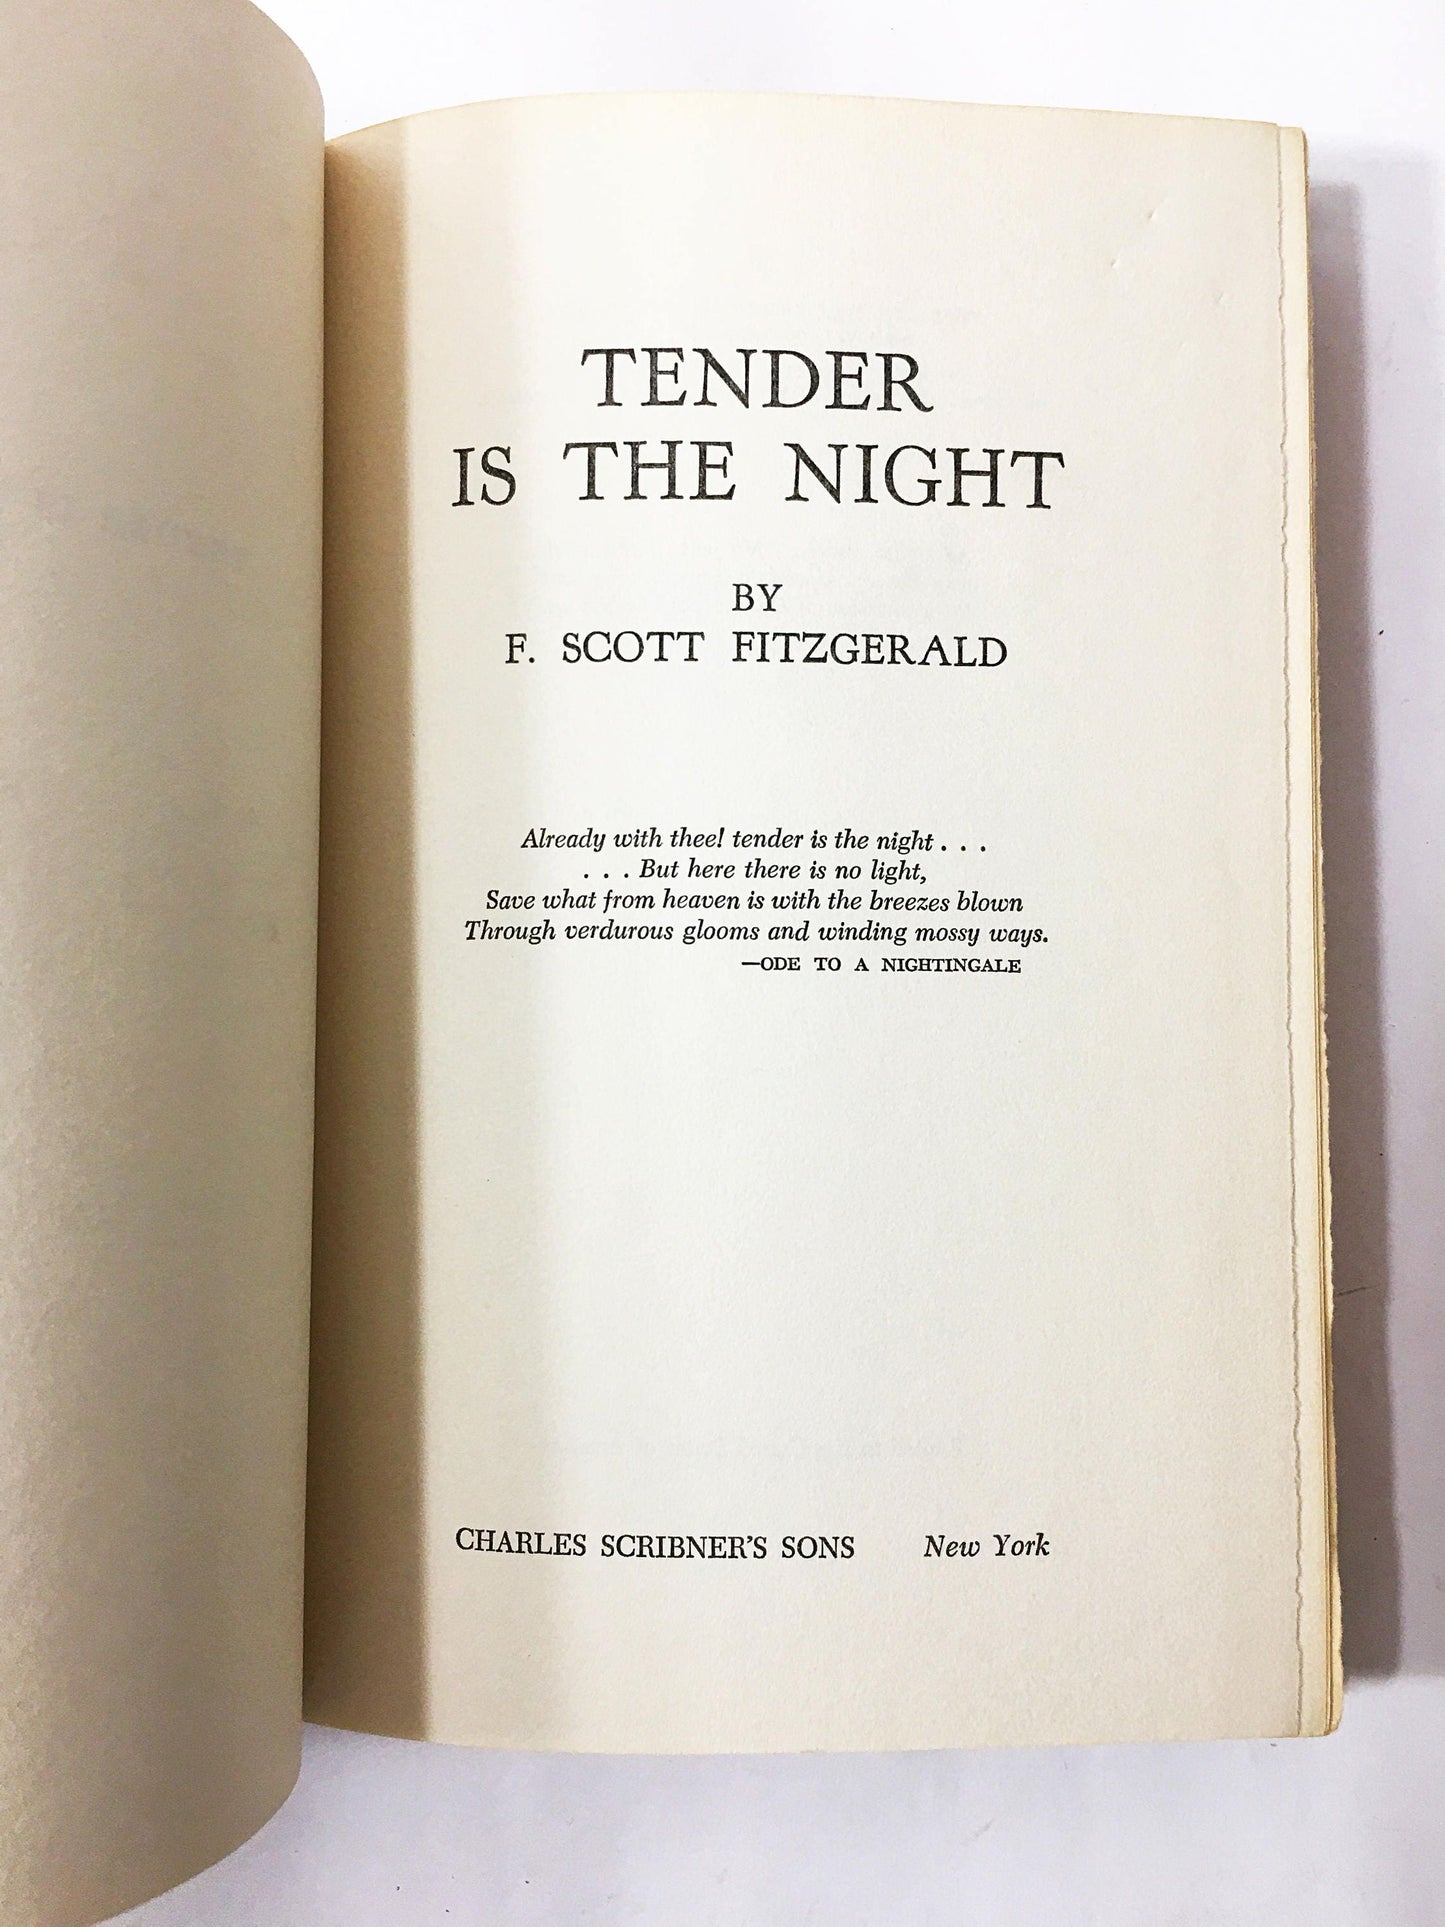 TENDER
IS THE NIGHT
BY
F. SCOTT FITZGERALD
Already with thee! tender is the night . . .
. . . But here there is no light,
Save what from heaven is with the breezes blown
Through verdurous glooms and winding mossy ways.
—ODE TO A NIGHTINGALE
CHARLES SCRIBNER'S SONS New York